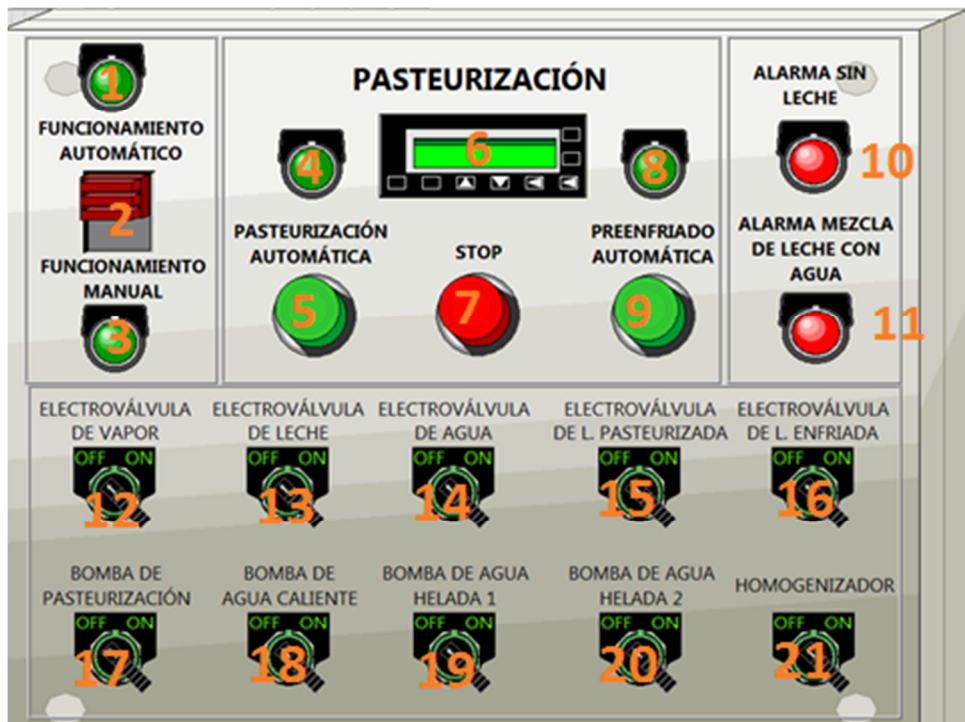 1
FUNCIONAMIENTO
AUTOMÁTICO
2
FUNCIONAMIENTO
MANUAL
3
PASTEURIZACIÓN
4
6
8
PASTEURIZACIÓN
AUTOMÁTICA
STOP
PREENFRIADO
AUTOMÁTICA
5
7
9
ALARMA SIN
LECHE
10
ALARMA MEZCLA
DE LECHE CON
AGUA
11
ELECTROVÁLVULA
DE VAPOR
OFF ON
12
ELECTROVÁLVULA
DE LECHE
OFF ON
13
ELECTROVÁLVULA
DE AGUA
OFF ON
14
ELECTROVÁLVULA
DE L. PASTEURIZADA
OFF ON
15
ELECTROVÁLVULA
DE L. ENFRIADA
OFF ON
16
BOMBA DE
PASTEURIZACIÓN
OFF ON
17
BOMBA DE
AGUA CALIENTE
OFF ON
18
BOMBA DE AGUA
HELADA 1
OFF ON
19
BOMBA DE AGUA
HELADA 2
OFF ON
20
HOMOGENIZADOR
OFF ON
21